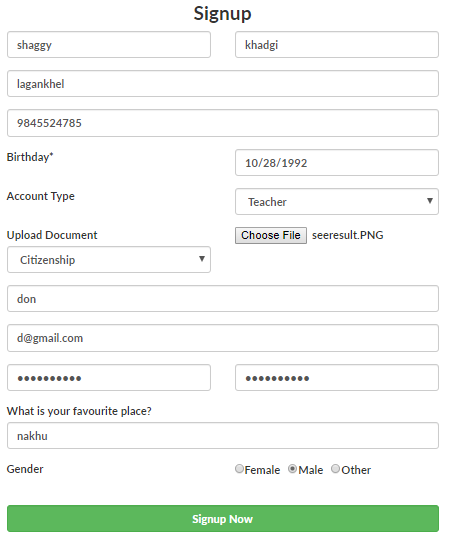 Signup
shaggy khadgi
lagankhel
9845524785
Birthday* 10/28/1992
Account Type Teacher
Upload Document Choose File seeresult.PNG
Citizenship
don
d@gmail.com
•••••••••• ••••••••••
What is your favourite place?
nakhu
Gender Female Male Other
Signup Now